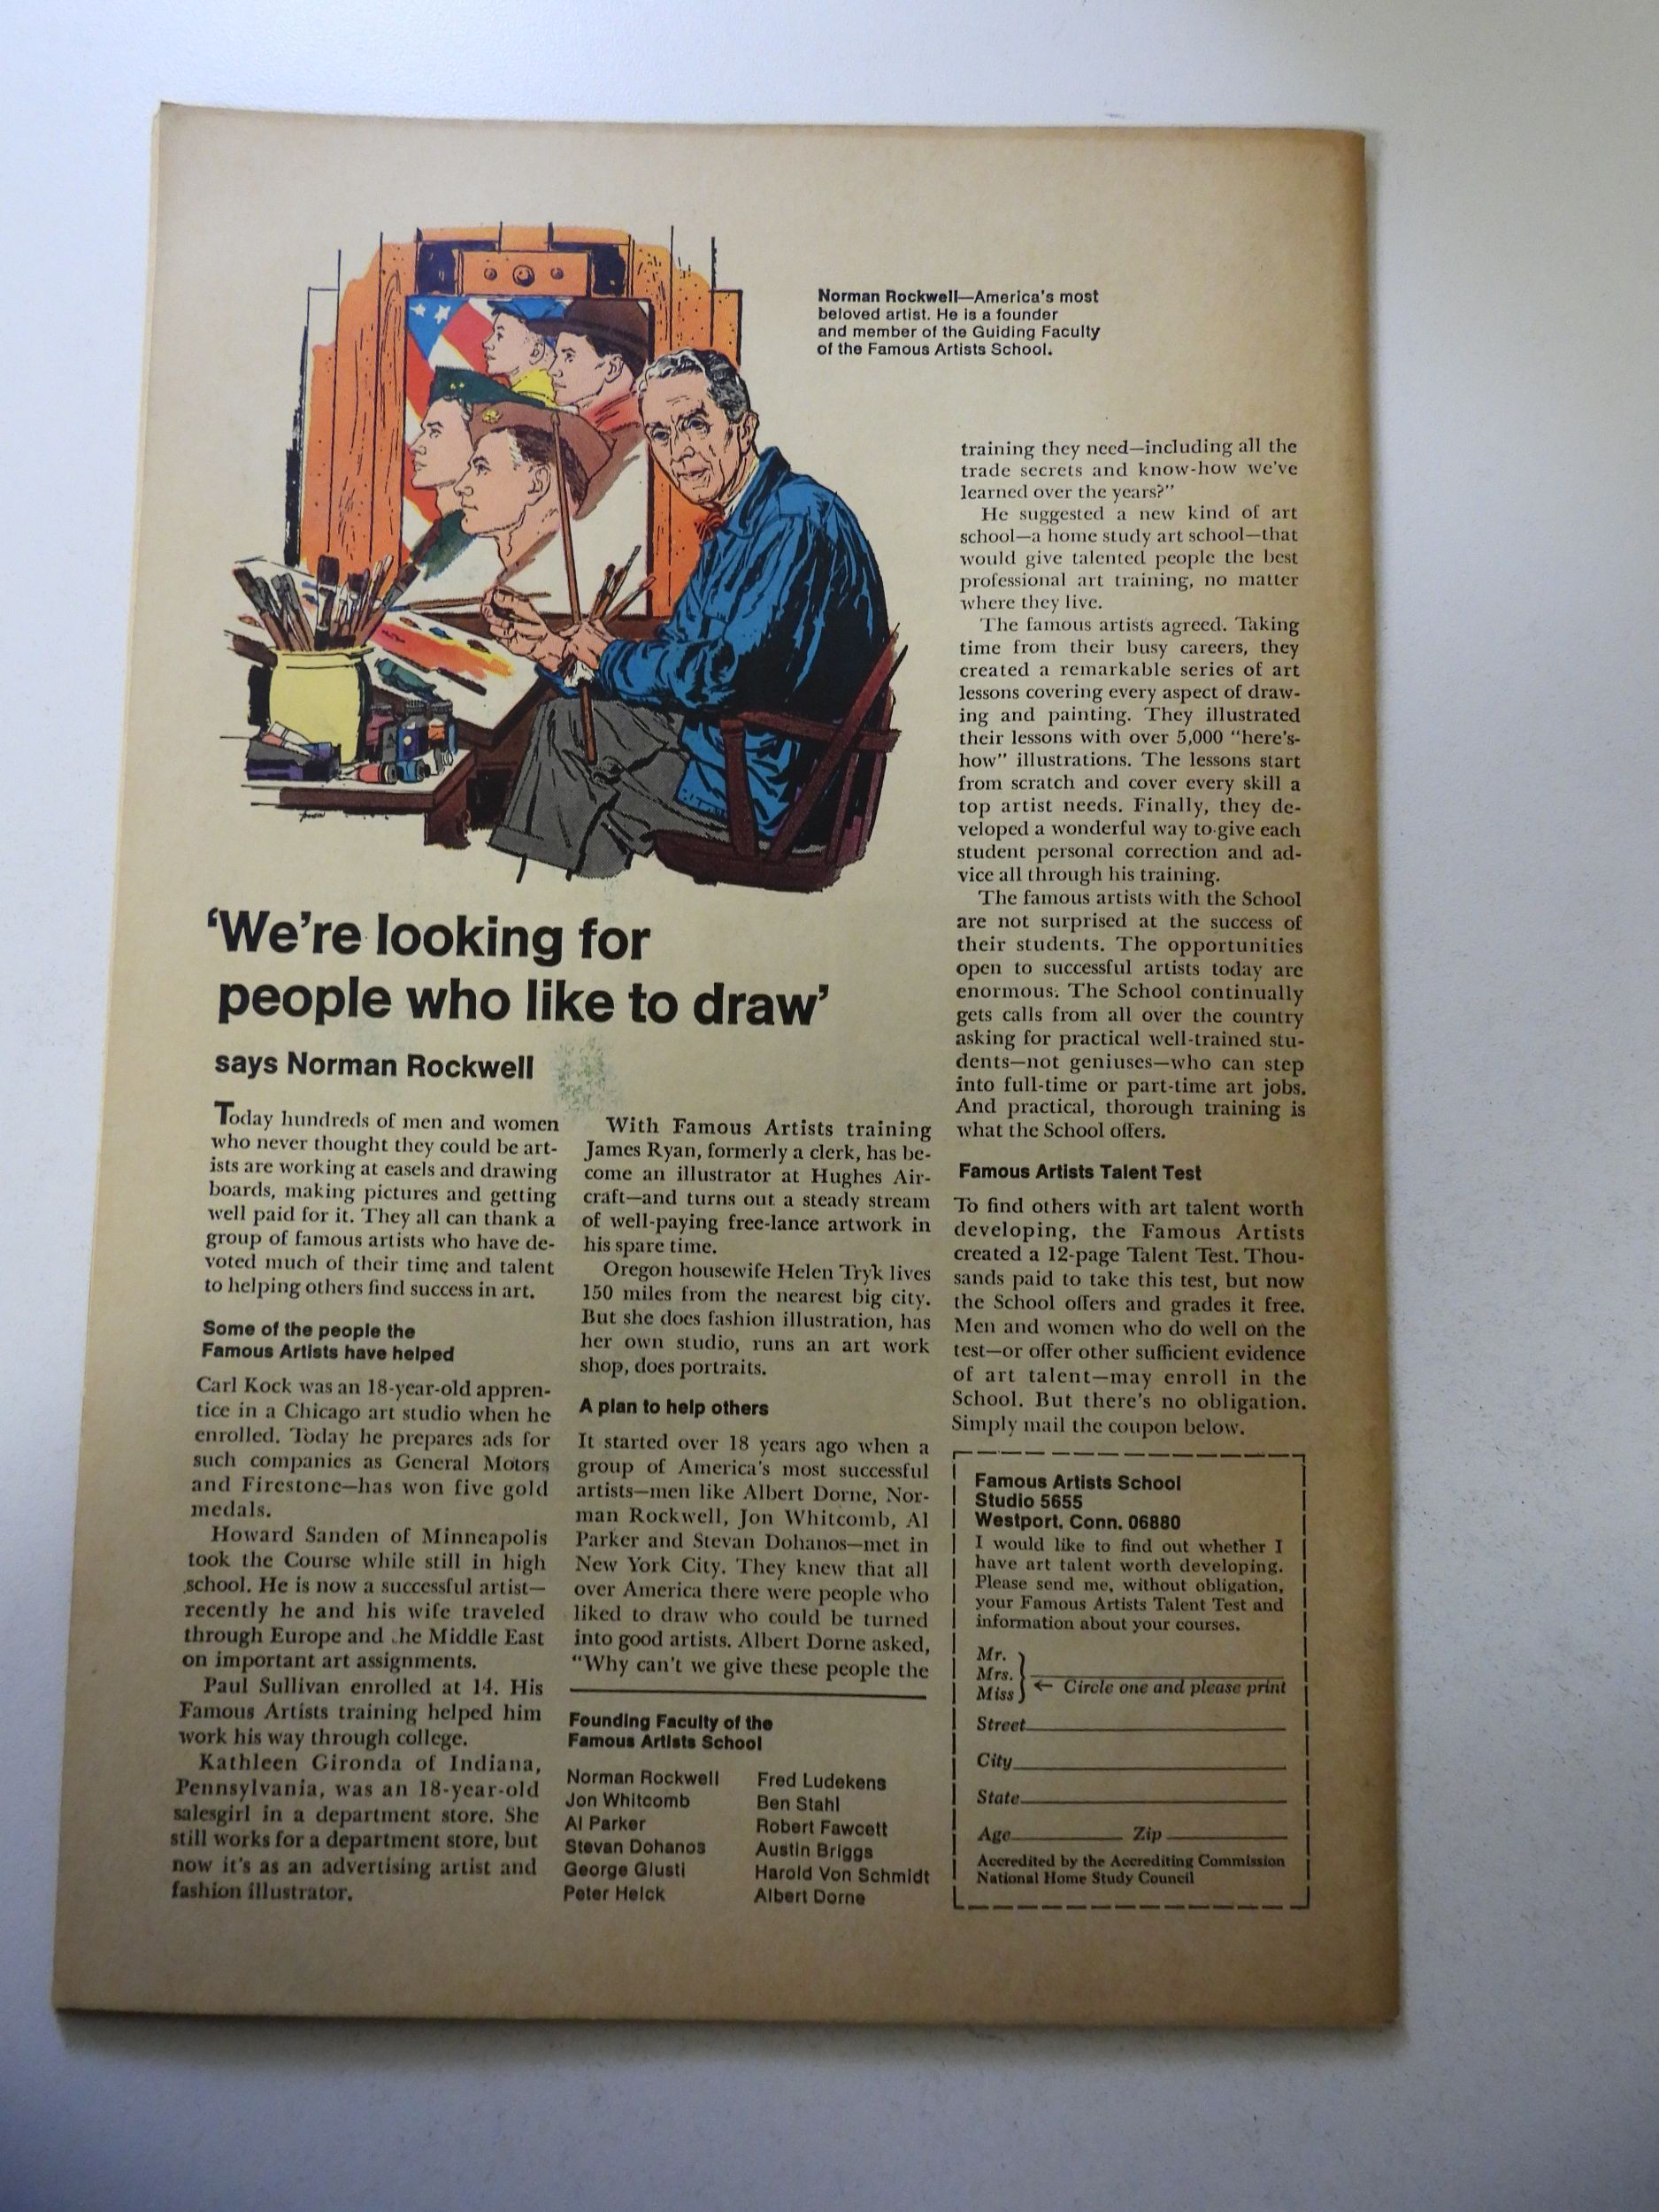 Norman Rockwell—America's most
beloved artist. He is a founder
and member of the Guiding Faculty
of the Famous Artists School.
'We're looking for
people who like to draw'
says Norman Rockwell
Today hundreds of men and women
who never thought they could be art-
ists are working at easels and drawing
boards, making pictures and getting
well paid for it. They all can thank a
group of famous artists who have de-
voted much of their time and talent
to helping others find success in art.
Some of the people the
Famous Artists have helped
Carl Kock was an 18-year-old appren-
tice in a Chicago art studio when he
enrolled. Today he prepares ads for
such companies as General Motors
and Firestone—has won five gold
medals.
Howard Sanden of Minneapolis
took the Course while still in high
school. He is now a successful artist—
recently he and his wife traveled
through Europe and he Middle East
on important art assignments.
Paul Sullivan enrolled at 14. His
Famous Artists training helped him
work his way through college.
Kathleen Gironda of Indiana,
Pennsylvania, was an 18-year-old
salesgirl in a department store. She
still works for a department store, but
now it's as an advertising artist and
fashion illustrator.
With Famous Artists training
James Ryan, formerly a clerk, has be-
come an illustrator at Hughes Air-
craft—and turns out a steady stream
of well-paying free-lance artwork in
his spare time.
Oregon housewife Helen Tryk lives
150 miles from the nearest big city.
But she does fashion illustration, has
her own studio, runs an art work
shop, does portraits.
A plan to help others
It started over 18 years ago when a
group of America's most successful
artists—men like Albert Dorne, Nor-
man Rockwell, Jon Whitcomb, Al
Parker and Stevan Dohanos—met in
New York City. They knew that all
over America there were people who
liked to draw who could be turned
into good artists. Albert Dorne asked,
"Why can't we give these people the
Founding Faculty of the
Famous Artists School
Norman Rockwell
Jon Whitcomb
Al Parker
Stevan Dohanos
George Giusti
Peter Helck
Fred Ludekens
Ben Stahl
Robert Fawcett
Austin Briggs
Harold Von Schmidt
Albert Dorne
training they need—including all the
trade secrets and know-how we've
learned over the years?"
He suggested a new kind of art
school—a home study art school—that
would give talented people the best
professional art training, no matter
where they live.
The famous artists agreed. Taking
time from their busy careers, they
created a remarkable series of art
lessons covering every aspect of draw-
ing and painting. They illustrated
their lessons with over 5,000 "here's-
how" illustrations. The lessons start
from scratch and cover every skill a
top artist needs. Finally, they de-
veloped a wonderful way to give each
student personal correction and ad-
vice all through his training.
The famous artists with the School
are not surprised at the success of
their students. The opportunities
open to successful artists today are
enormous. The School continually
gets calls from all over the country
asking for practical well-trained stu-
dents—not geniuses—who can step
into full-time or part-time art jobs.
And practical, thorough training is
what the School offers.
Famous Artists Talent Test
To find others with art talent worth
developing, the Famous Artists
created a 12-page Talent Test. Thou-
sands paid to take this test, but now
the School offers and grades it free.
Men and women who do well on the
test—or offer other sufficient evidence
of art talent—may enroll in the
School. But there's no obligation.
Simply mail the coupon below.
Famous Artists School
Studio 5655
Westport, Conn. 06880
I would like to find out whether I
have art talent worth developing.
Please send me, without obligation,
your Famous Artists Talent Test and
information about your courses.
Mr.
Mrs.
Miss ← Circle one and please print
Street
City
State
Age Zip
Accredited by the Accrediting Commission
National Home Study Council